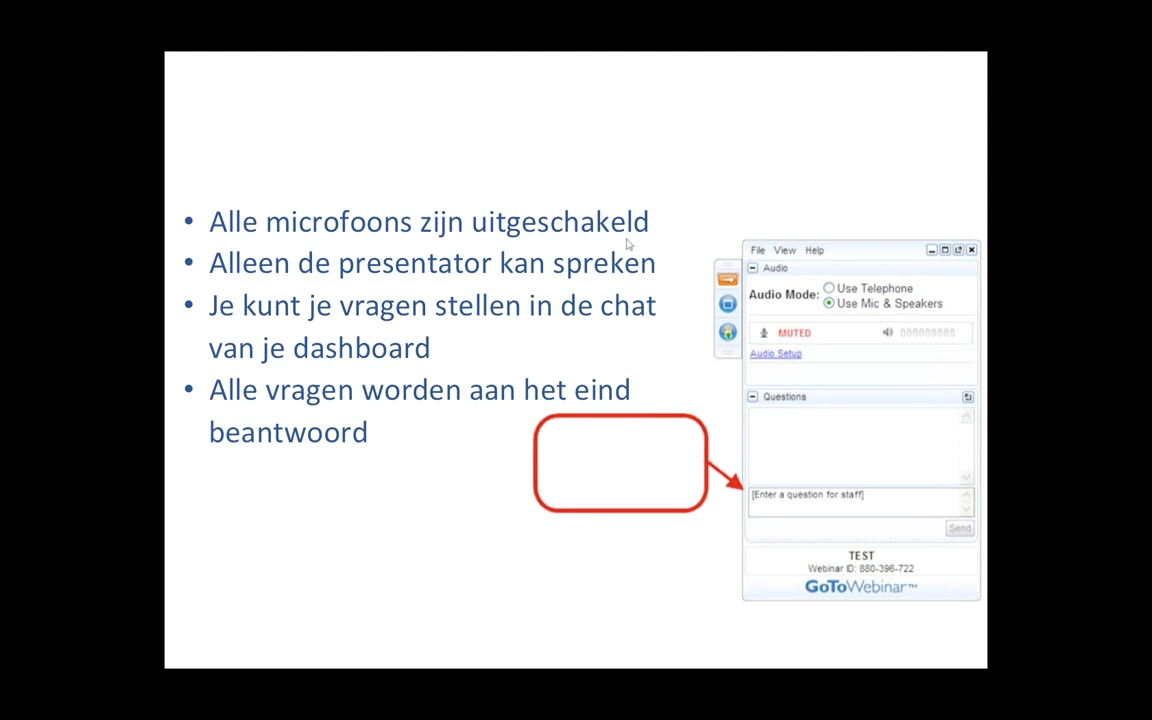 • Alle microfoons zijn uitgeschakeld
• Alleen de presentator kan spreken
• Je kunt je vragen stellen in de chat
van je dashboard
• Alle vragen worden aan het eind
beantwoord
File View Help
Audio
Audio Mode: Use Telephone
Use Mic & Speakers
MUTED 000000000
Audio Setup
Questions
[Enter a question for staff]
Send
TEST
Webinar ID: 880-396-722
GoToWebinar™